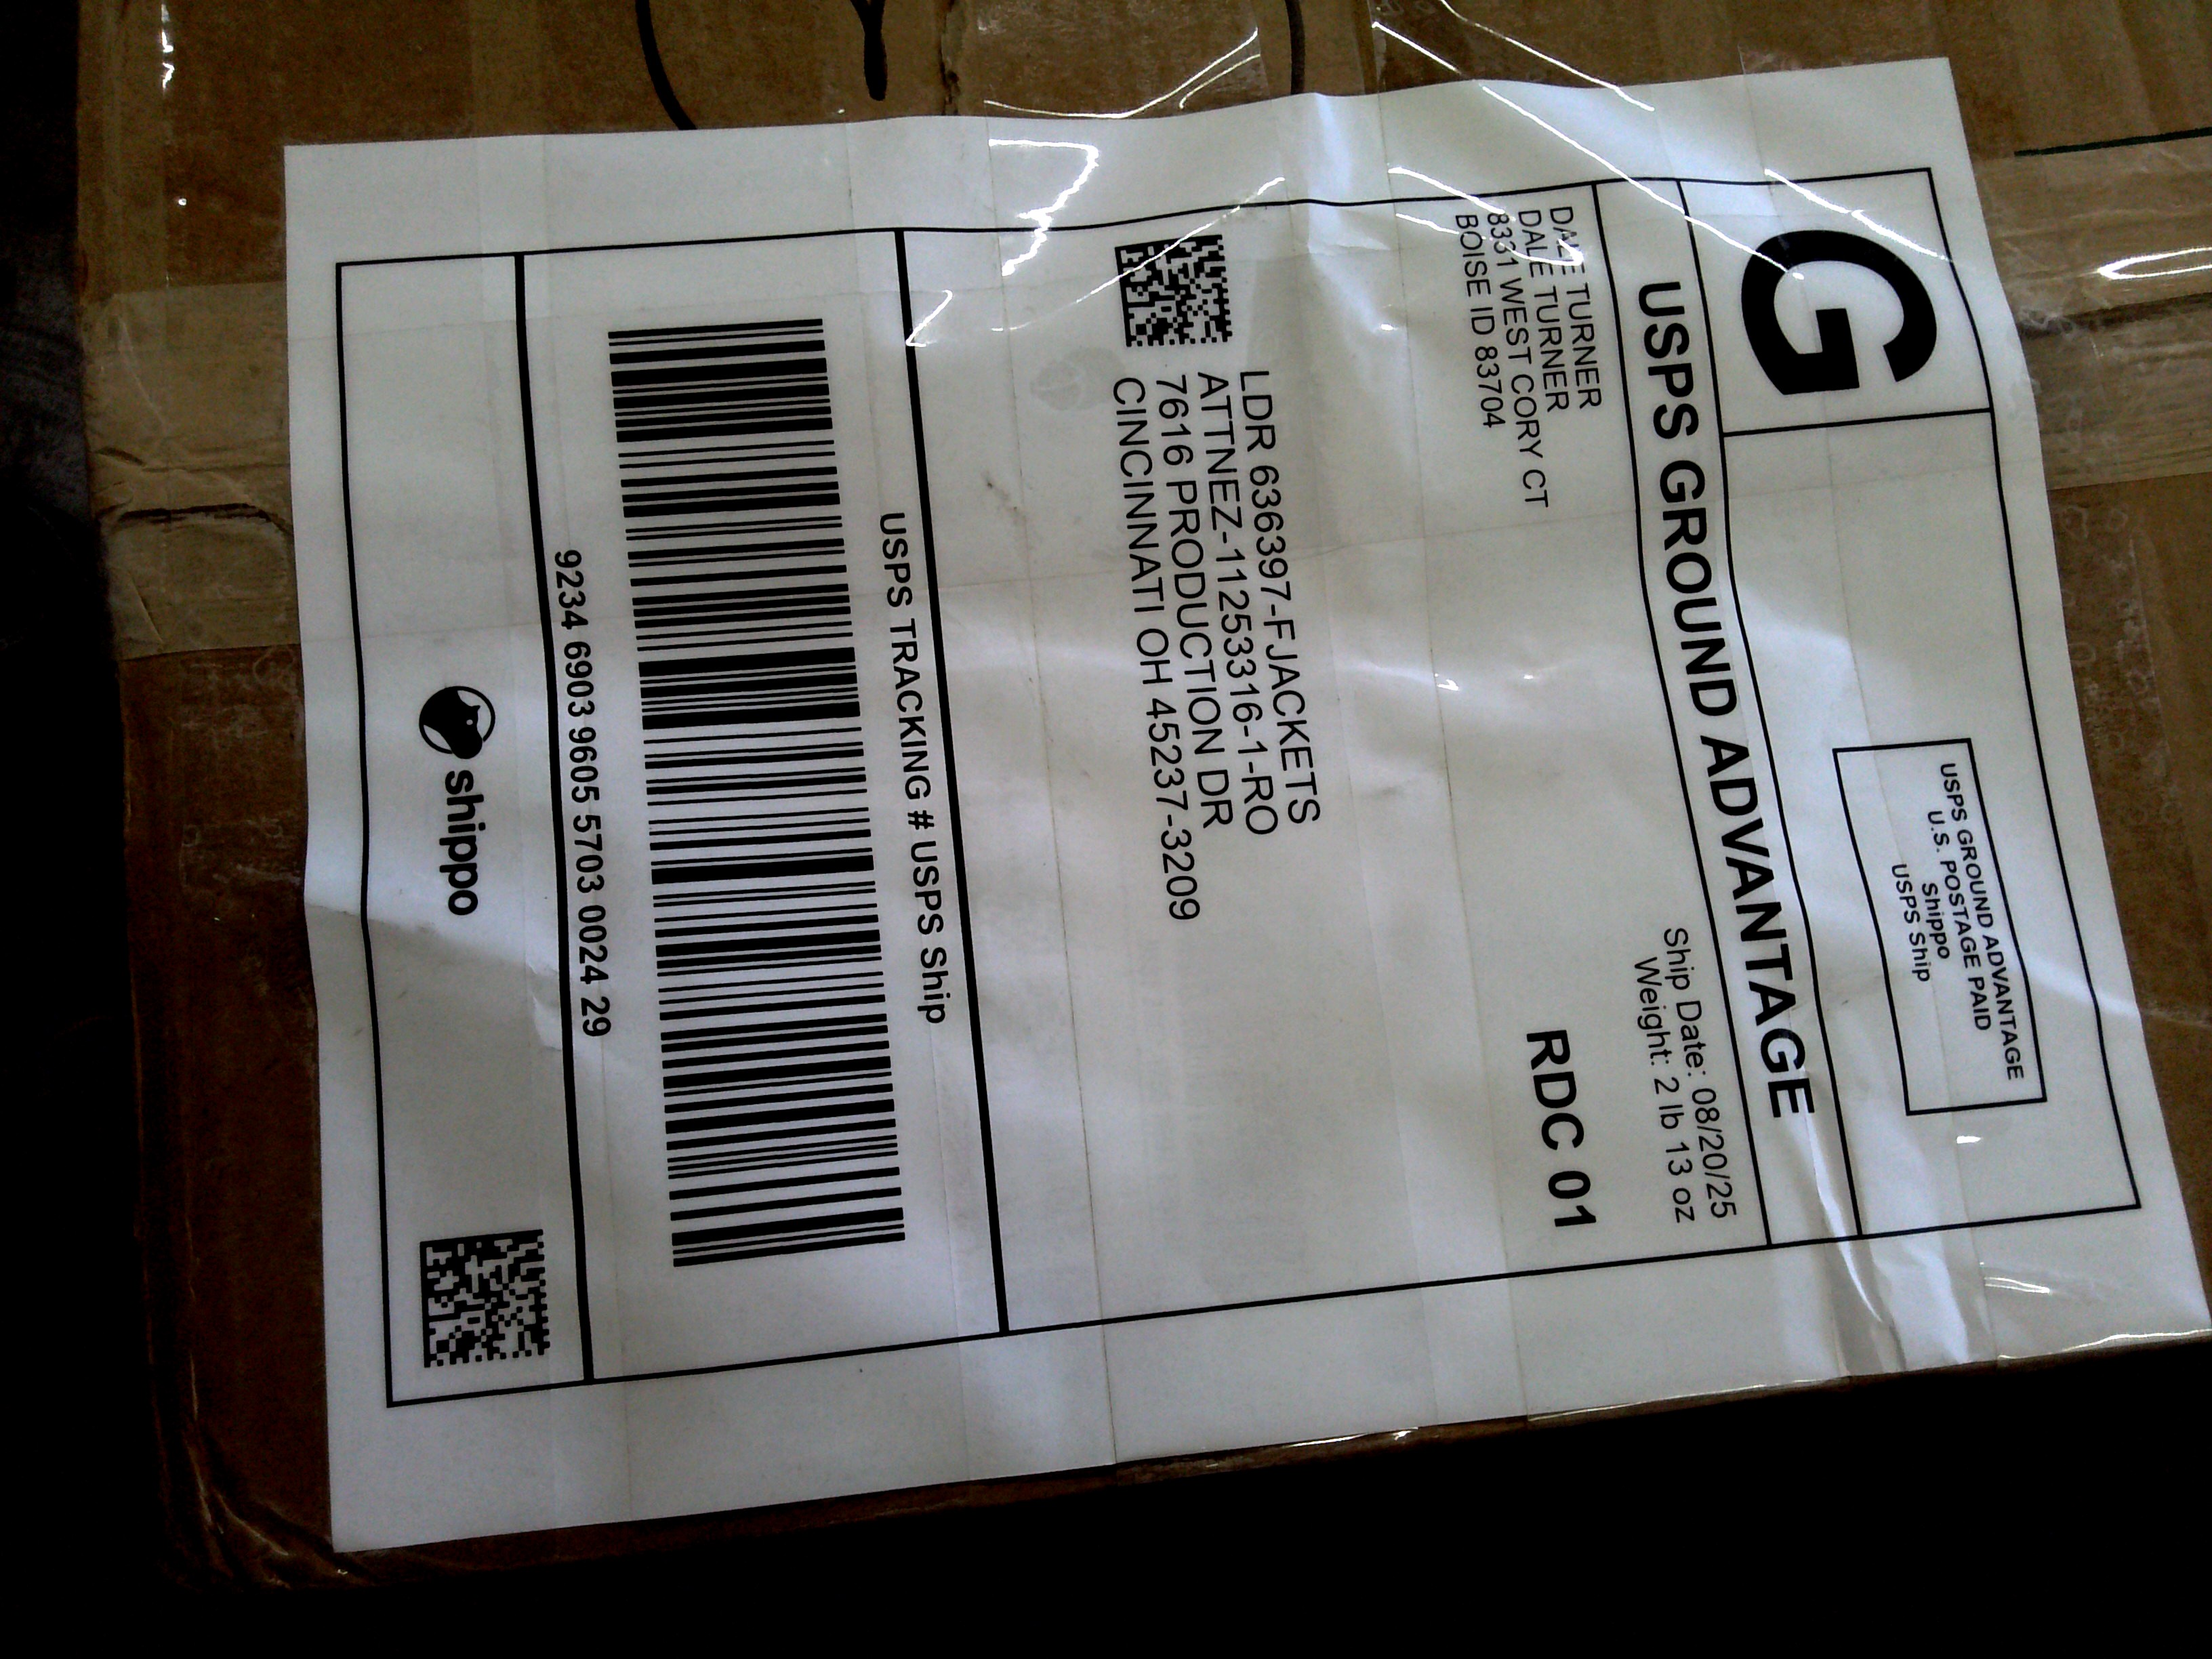 G
USPS GROUND ADVANTAGE
U.S. POSTAGE PAID
Shippo
USPS Ship
USPS GROUND ADVANTAGE
DALE TURNER
DALE TURNER
8331 WEST CORY CT
BOISE ID 83704
Ship Date: 08/20/25
Weight: 2 lb 13 oz
RDC 01
LDR 636397-FJACKETS
ATTNEZ-11253316-1-RO
7616 PRODUCTION DR
CINCINNATI OH 45237-3209
USPS TRACKING # USPS Ship
9234 6903 9605 5703 0024 29
shippo